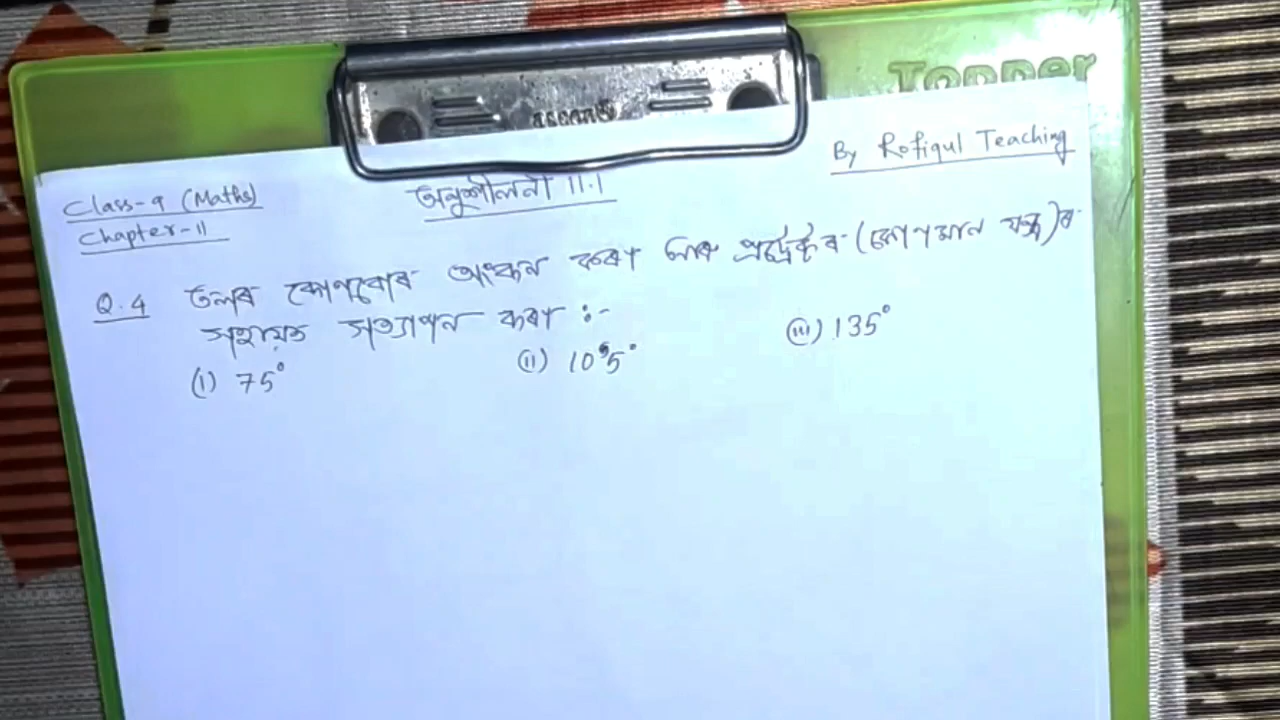 Topper
By Rofiqul Teaching
Class-9 (Maths)
অনুশীলনী 11.1
Chapter-11
Q.4 তলৰ কোণবোৰ অংকন কৰা আৰু প্ৰট্ৰেক্টৰ (কোণমান যন্ত্ৰ)ৰ
সহায়ত সত্যাপন কৰা :-
(i) 75° (ii) 105° (iii) 135°